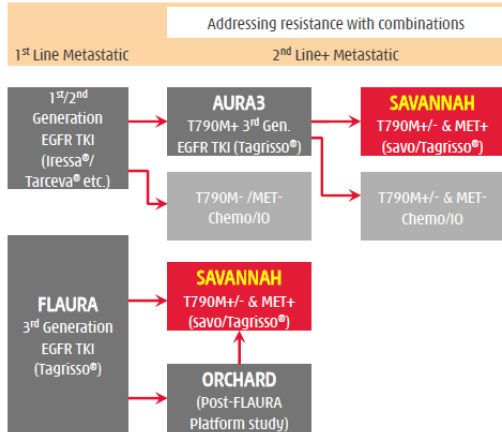 Addressing resistance with combinations
1st Line Metastatic
2nd Line+ Metastatic
1st/2nd
Generation
EGFR TKI
(Iressa®/
Tarceva® etc.)
AURA3
T790M+ 3rd Gen.
EGFR TKI (Tagrisso®)
SAVANNAH
T790M+/- & MET+
(savo/Tagrisso®)
T790M- /MET-
Chemo/IO
T790M+/- & MET-
Chemo/IO
FLAURA
3rd Generation
EGFR TKI
(Tagrisso®)
SAVANNAH
T790M+/- & MET+
(savo/Tagrisso®)
ORCHARD
(Post-FLAURA
Platform study)